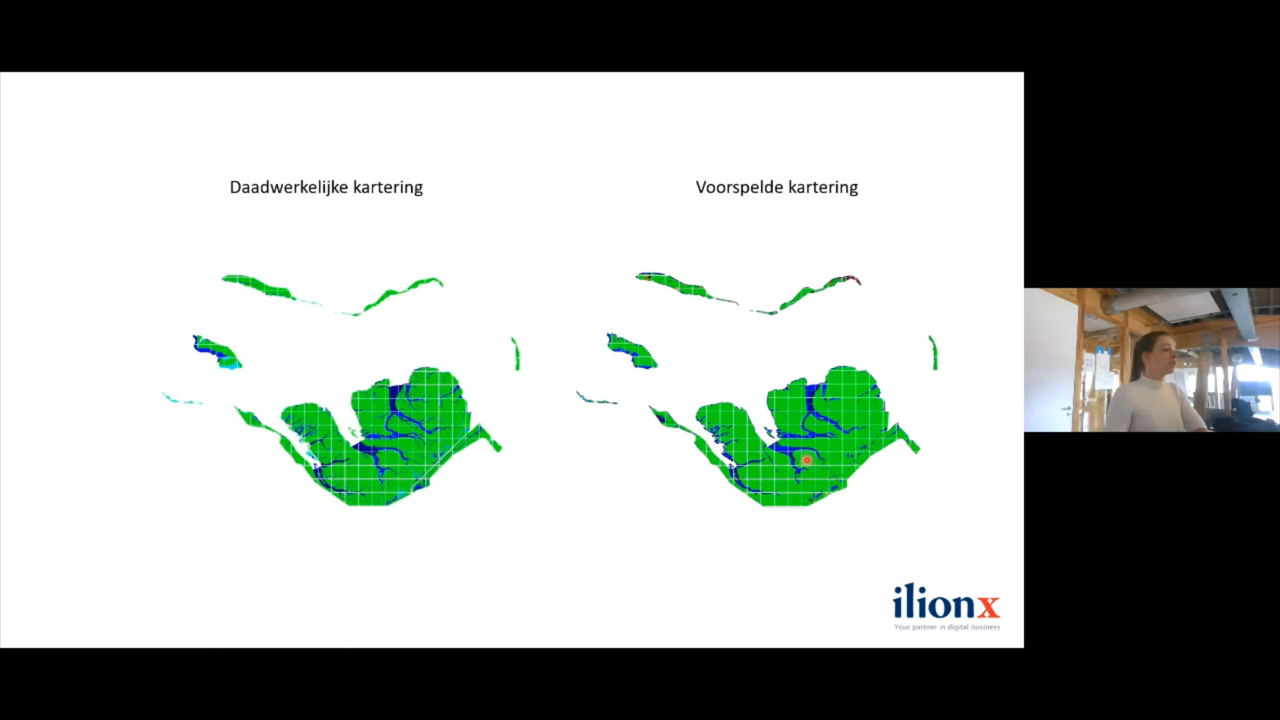 Daadwerkelijke kartering
Voorspelde kartering
ilionx
Your partner in digital business